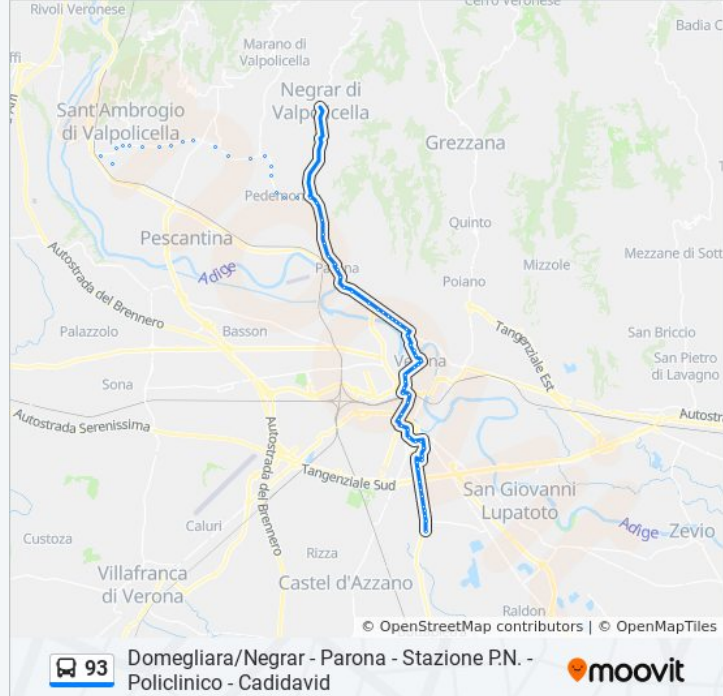 Rivoli Veronese
Cerro Veronese
Badia C
Marano di
Valpolicella
ffi
Negrar di
Valpolicella
Sant'Ambrogio
di Valpolicella
Grezzana
Pedemon
Quinto
Pescantina
Mezzane di Sott
Mizzole
Adige
Poiano
Autostrada del Brennero
Palazzolo
Basson
Tangenziale Est
San Briccio
San Pietro
di Lavagno
Sona
Autostrada Serenissima
Autostra
Autostrada del Brennero
Tangenziale Sud
San Giovanni
Lupatoto
Caluri
Adige
Zevio
Custoza
Rizza
Villafranca
di Verona
Castel d'Azzano
Raldon
© OpenStreetMap contributors | © OpenMapTiles
93
Domegliara/Negrar - Parona - Stazione P.N. -
Policlinico - Cadidavid
moovit